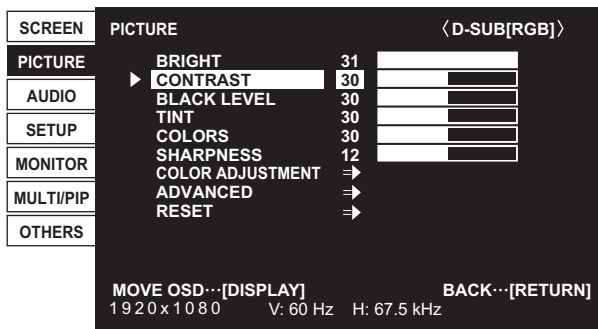 SCREEN
PICTURE
AUDIO
SETUP
MONITOR
MULTI/PIP
OTHERS
PICTURE 〈D-SUB[RGB]〉
BRIGHT 31
CONTRAST 30
BLACK LEVEL 30
TINT 30
COLORS 30
SHARPNESS 12
COLOR ADJUSTMENT
ADVANCED
RESET
MOVE OSD···[DISPLAY] BACK···[RETURN]
1920x1080 V: 60 Hz H: 67.5 kHz